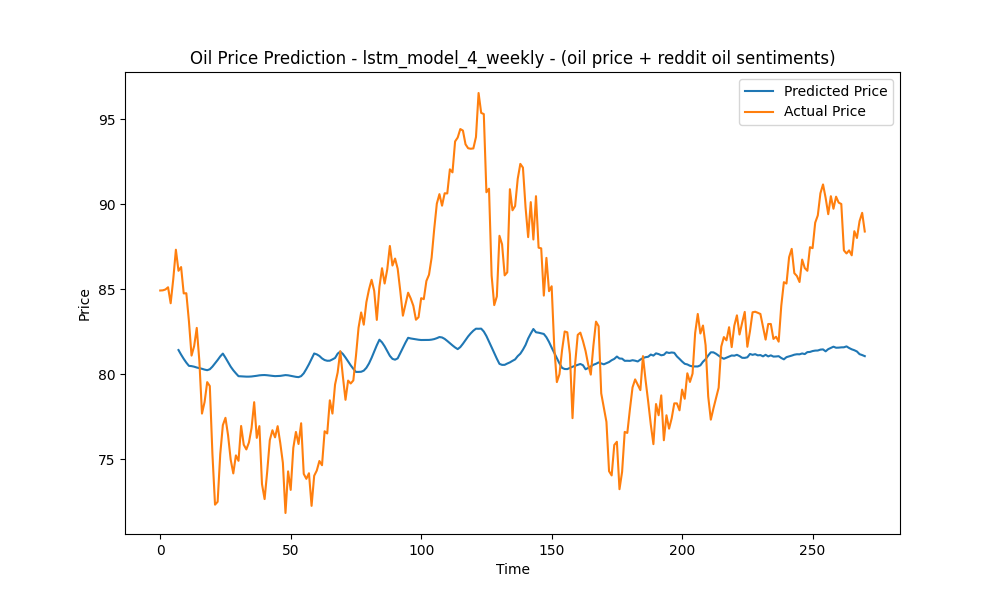 Oil Price Prediction - lstm_model_4_weekly - (oil price + reddit oil sentiments)
Predicted Price
Actual Price
95
90
85
80
75
Price
0 50 100 150 200 250
Time